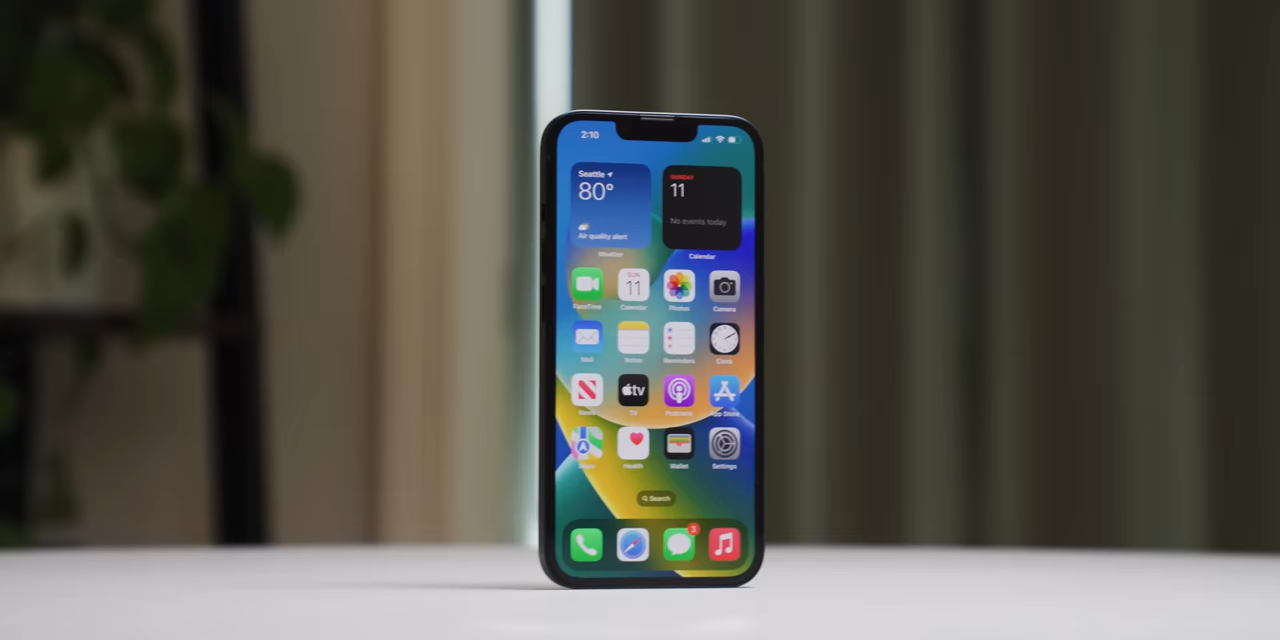 2:10
Seattle
80°
Air quality alert
Weather
SUNDAY
11
No events today
Calendar
FaceTime
SUN
11
Calendar
Photos
Camera
Mail
Notes
Reminders
Clock
News
tv
TV
Podcasts
App Store
Maps
Health
Wallet
Settings
Search
3